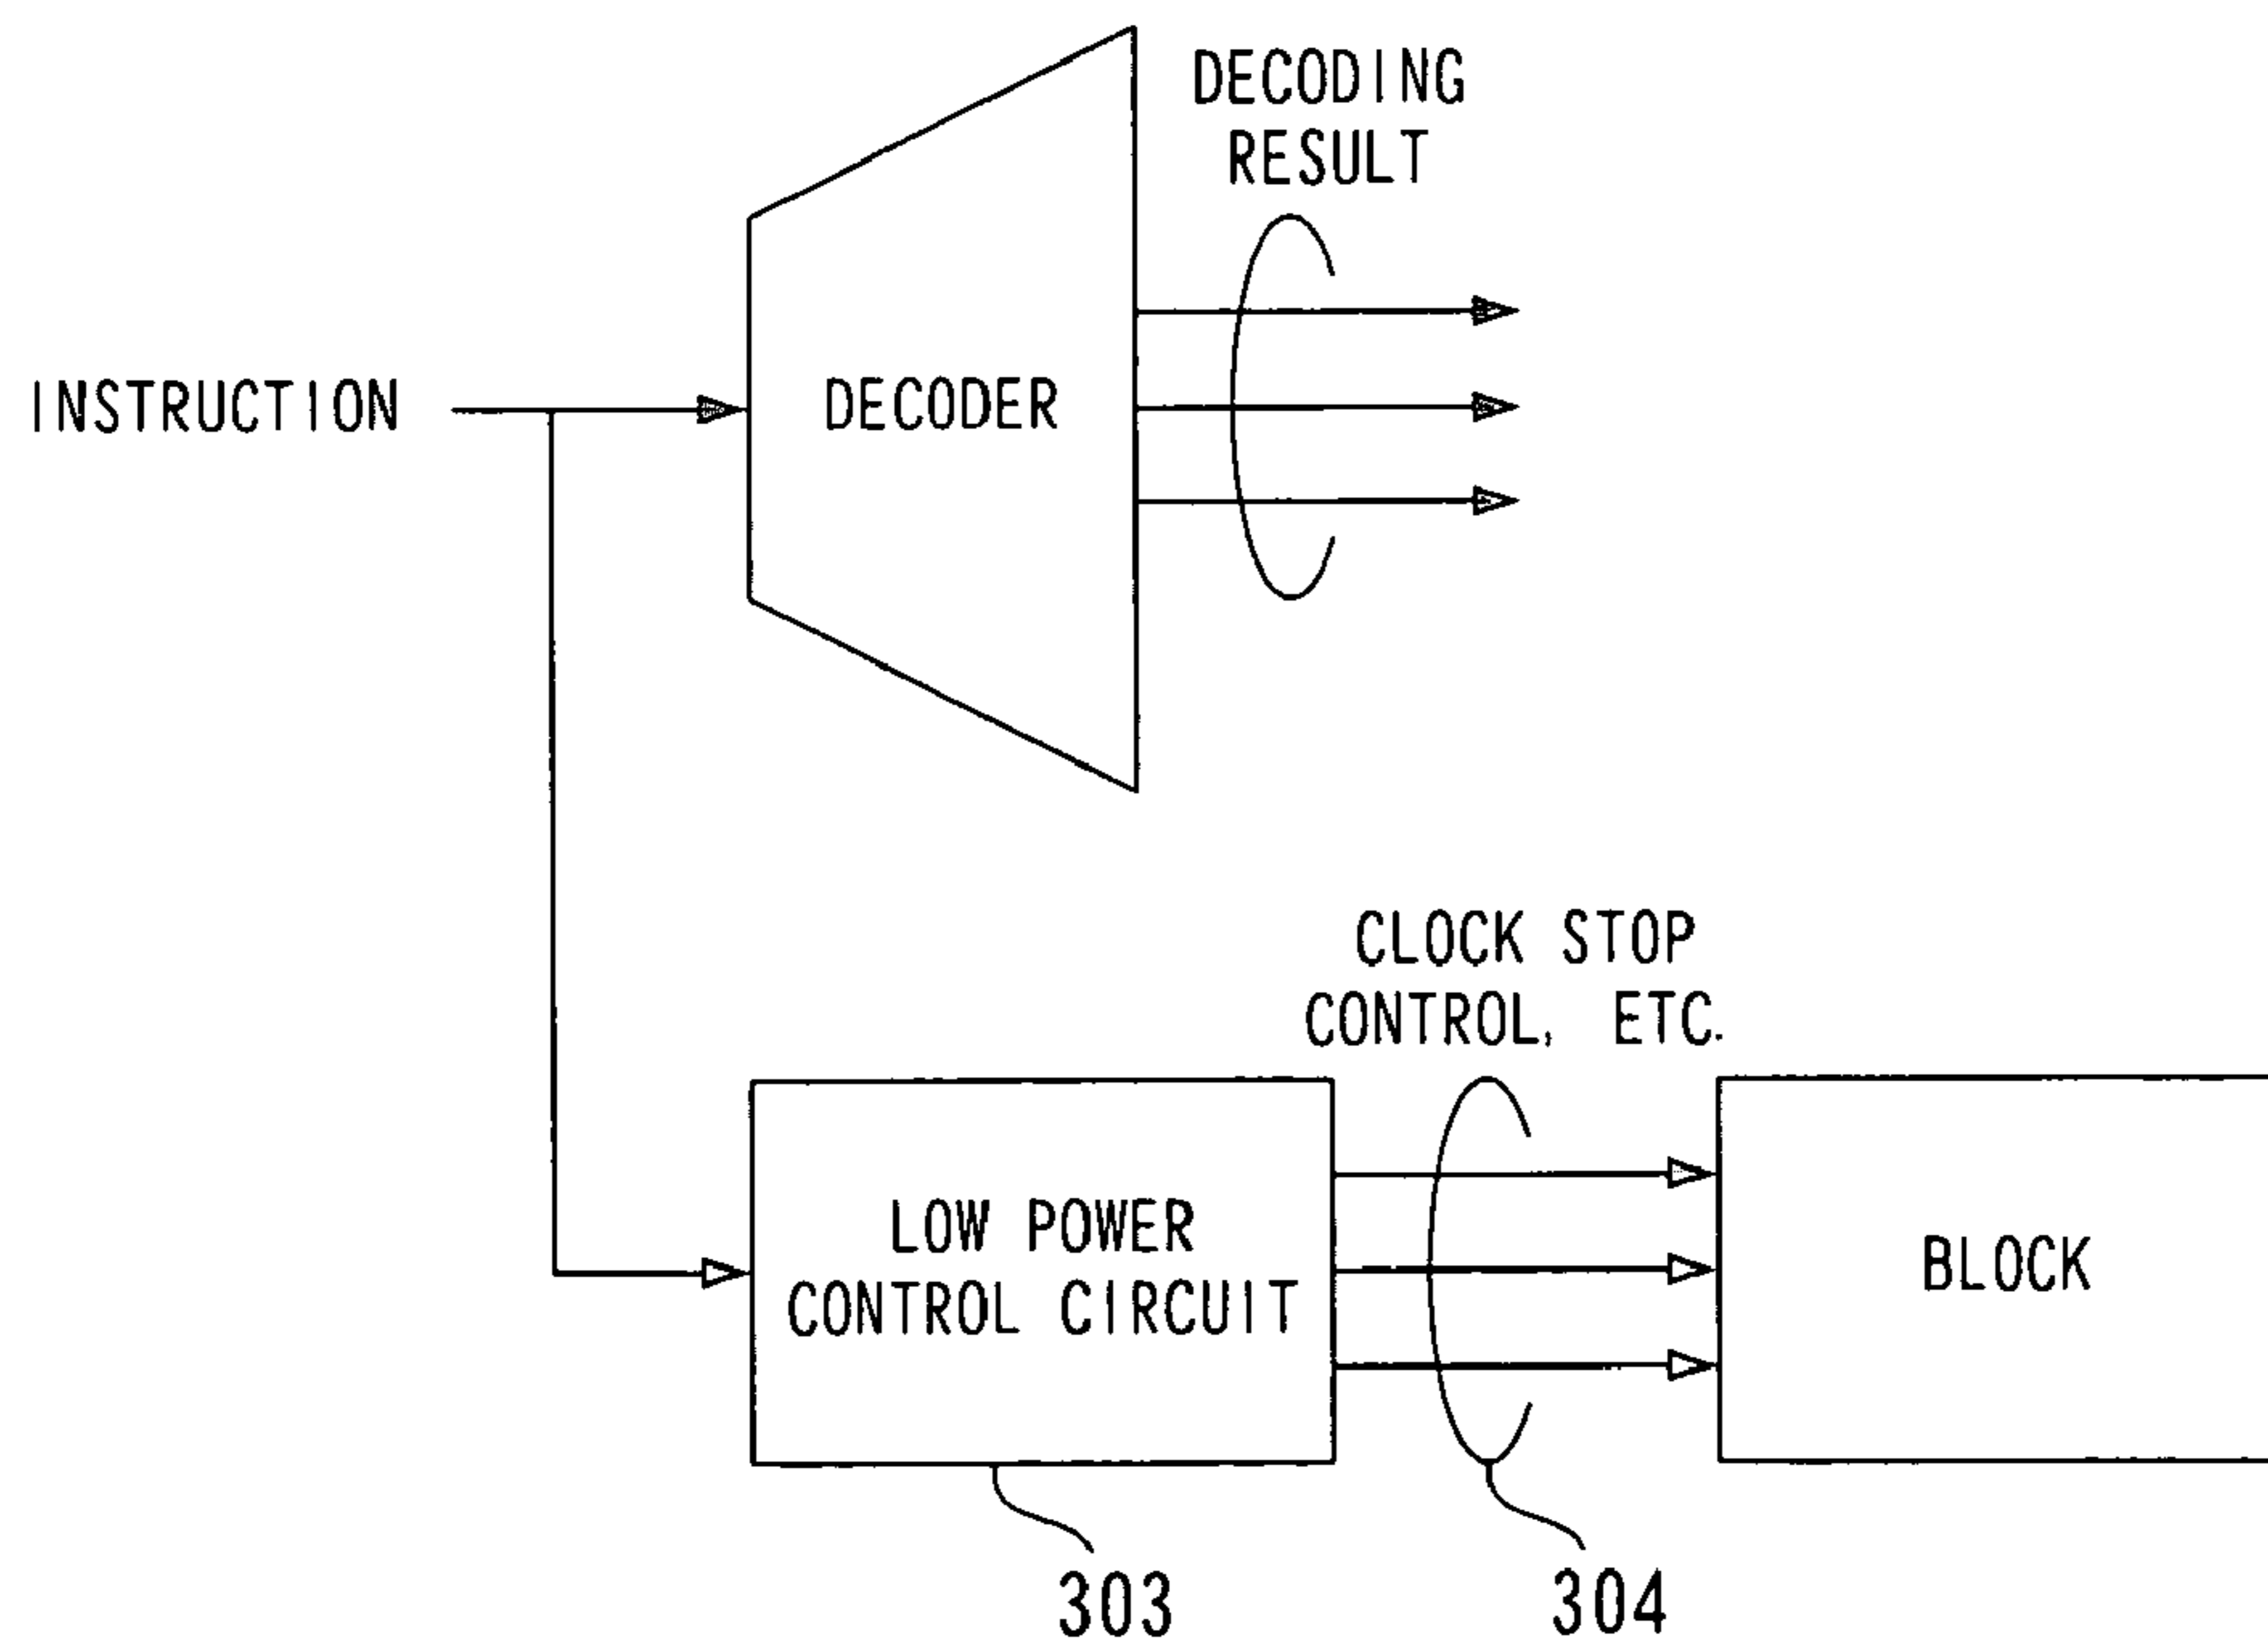 DECODING
RESULT
INSTRUCTION
DECODER
CLOCK STOP
CONTROL, ETC.
LOW POWER
CONTROL CIRCUIT
BLOCK
303
304